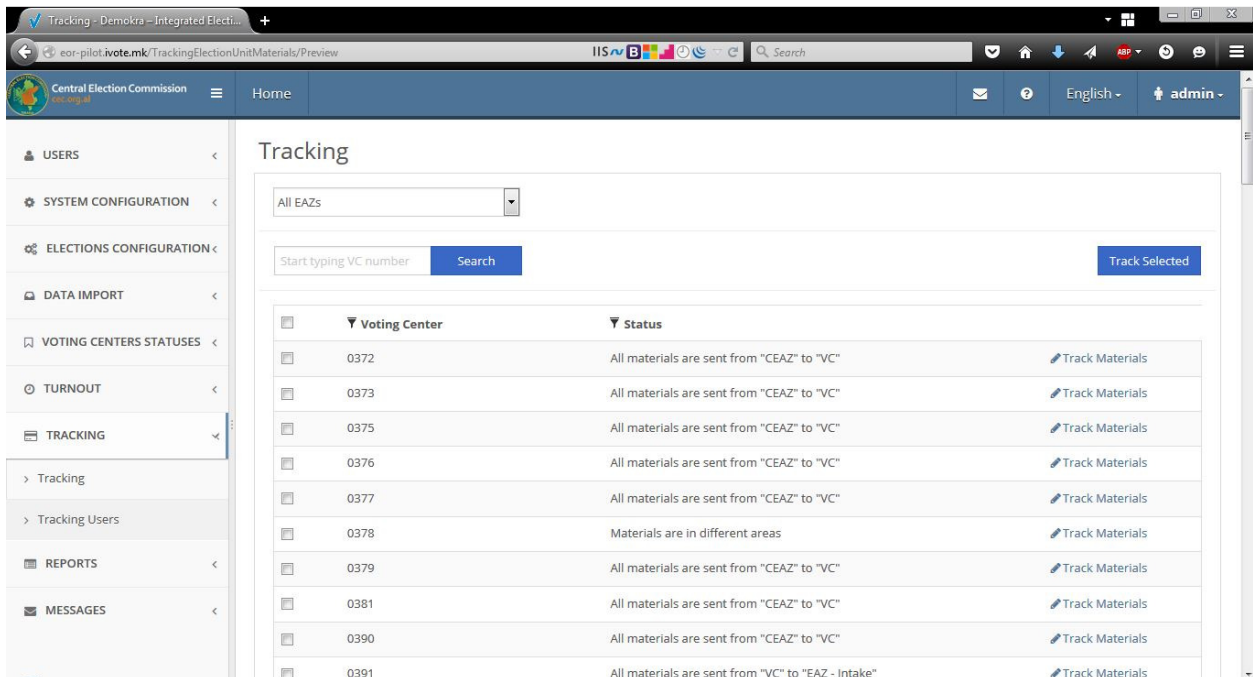 Tracking - Demokra – Integrated Electi...
eor-pilot.ivote.mk/TrackingElectionUnitMaterials/Preview
IIS
B
Search
ABP
Central Election Commission
cec.org.al
Home
English
admin
USERS
SYSTEM CONFIGURATION
ELECTIONS CONFIGURATION
DATA IMPORT
VOTING CENTERS STATUSES
TURNOUT
TRACKING
> Tracking
> Tracking Users
REPORTS
MESSAGES
Tracking
All EAZs
Start typing VC number
Search
Track Selected
Voting Center Status
0372 All materials are sent from "CEAZ" to "VC" Track Materials
0373 All materials are sent from "CEAZ" to "VC" Track Materials
0375 All materials are sent from "CEAZ" to "VC" Track Materials
0376 All materials are sent from "CEAZ" to "VC" Track Materials
0377 All materials are sent from "CEAZ" to "VC" Track Materials
0378 Materials are in different areas Track Materials
0379 All materials are sent from "CEAZ" to "VC" Track Materials
0381 All materials are sent from "CEAZ" to "VC" Track Materials
0390 All materials are sent from "CEAZ" to "VC" Track Materials
0391 All materials are sent from "VC" to "EAZ - Intake" Track Materials